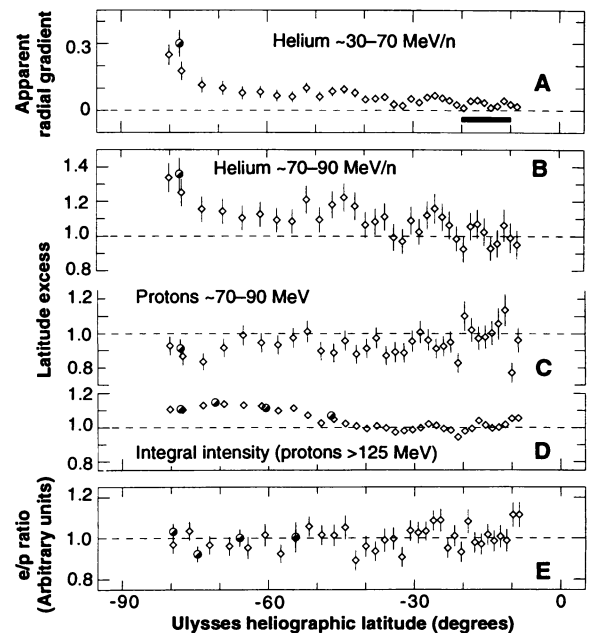 Apparent
radial gradient
0.3
0
Helium ~30–70 MeV/n
A
Latitude excess
1.4
1.2
1.0
0.8
Helium ~70–90 MeV/n
B
1.2
1.0
0.8
Protons ~70–90 MeV
C
1.2
1.0
0.8
Integral intensity (protons >125 MeV)
D
e/p ratio
(Arbitrary units)
1.2
1.0
0.8
E
-90
-60
-30
0
Ulysses heliographic latitude (degrees)